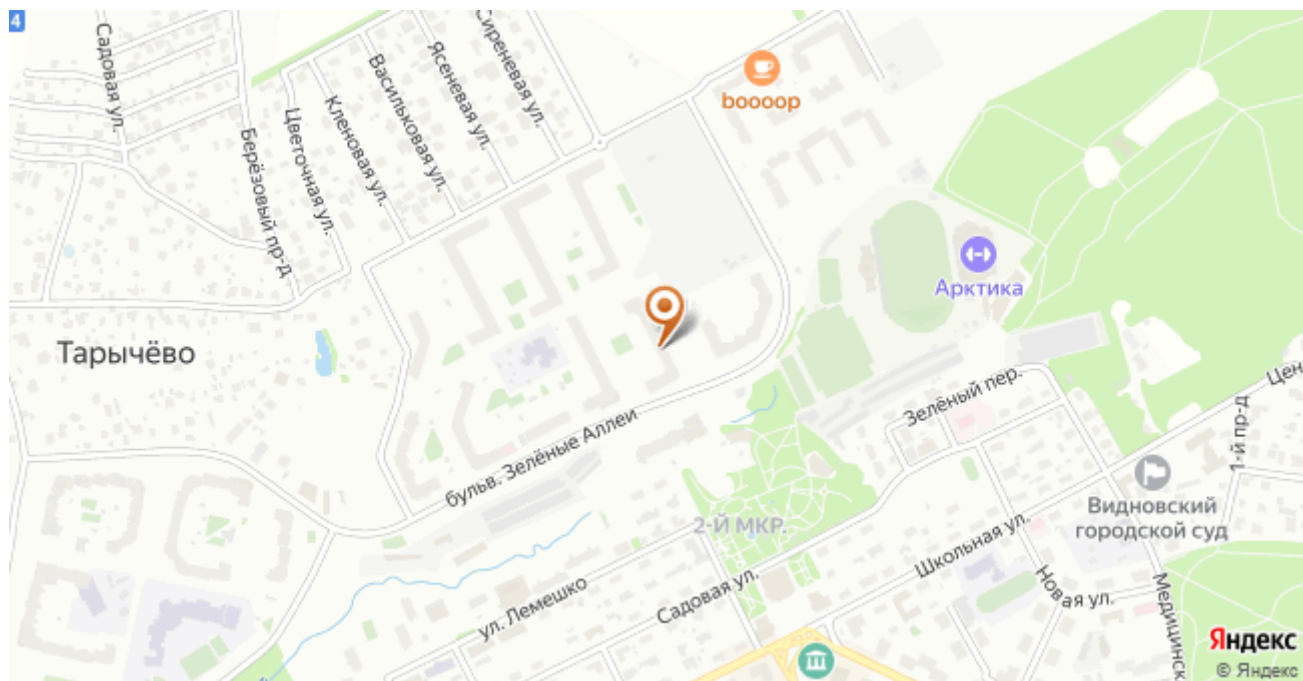 4
Садовая ул.
Берёзовый пр-д
Цветочная ул.
Кленовая ул.
Васильковая ул.
Ясеневая ул.
Сиреневая ул.
boooop
Арктика
Тарычёво
бульв. Зелёные Аллеи
Зелёный пер.
Цен
1-й пр-д
Видновский
городской суд
2-Й МКР.
Школьная ул.
ул. Лемешко
Садовая ул.
Новая ул.
Медицинск
Яндекс
© Яндекс